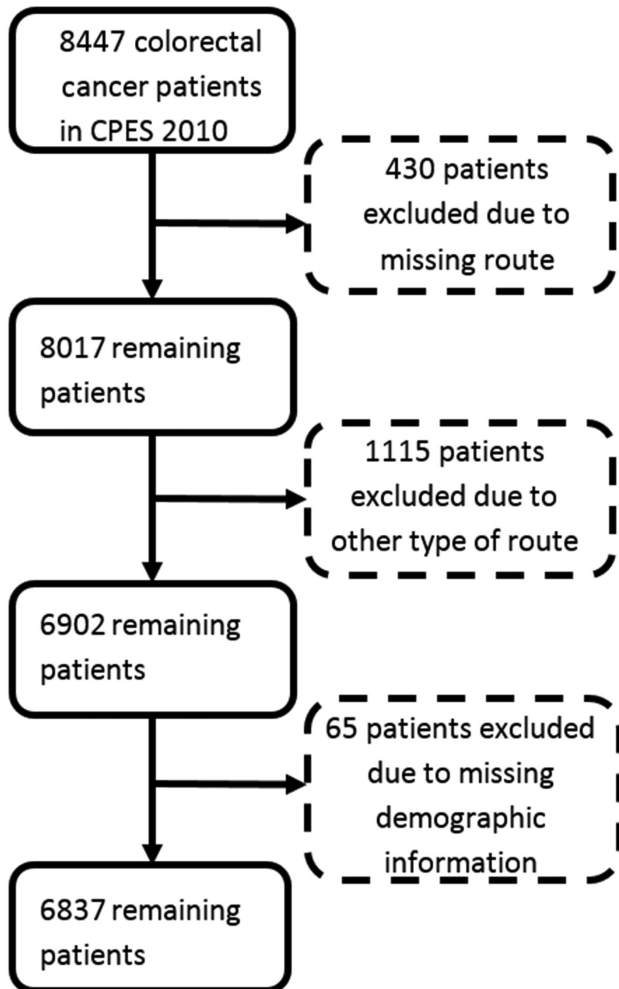 8447 colorectal
cancer patients
in CPES 2010
430 patients
excluded due to
missing route
8017 remaining
patients
1115 patients
excluded due to
other type of route
6902 remaining
patients
65 patients excluded
due to missing
demographic
information
6837 remaining
patients